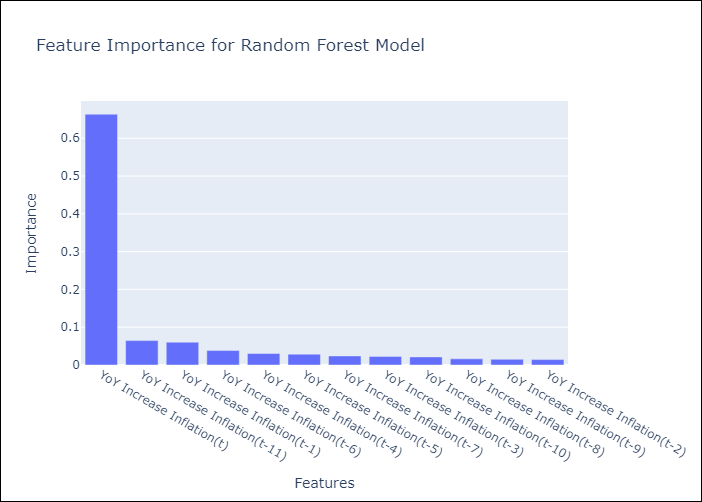 Feature Importance for Random Forest Model
0.6
0.5
0.4
0.3
0.2
0.1
0
Importance
YoY Increase Inflation(t)
YoY Increase Inflation(t-11)
YoY Increase Inflation(t-1)
YoY Increase Inflation(t-6)
YoY Increase Inflation(t-4)
YoY Increase Inflation(t-5)
YoY Increase Inflation(t-7)
YoY Increase Inflation(t-3)
YoY Increase Inflation(t-10)
YoY Increase Inflation(t-8)
YoY Increase Inflation(t-9)
YoY Increase Inflation(t-2)
Features